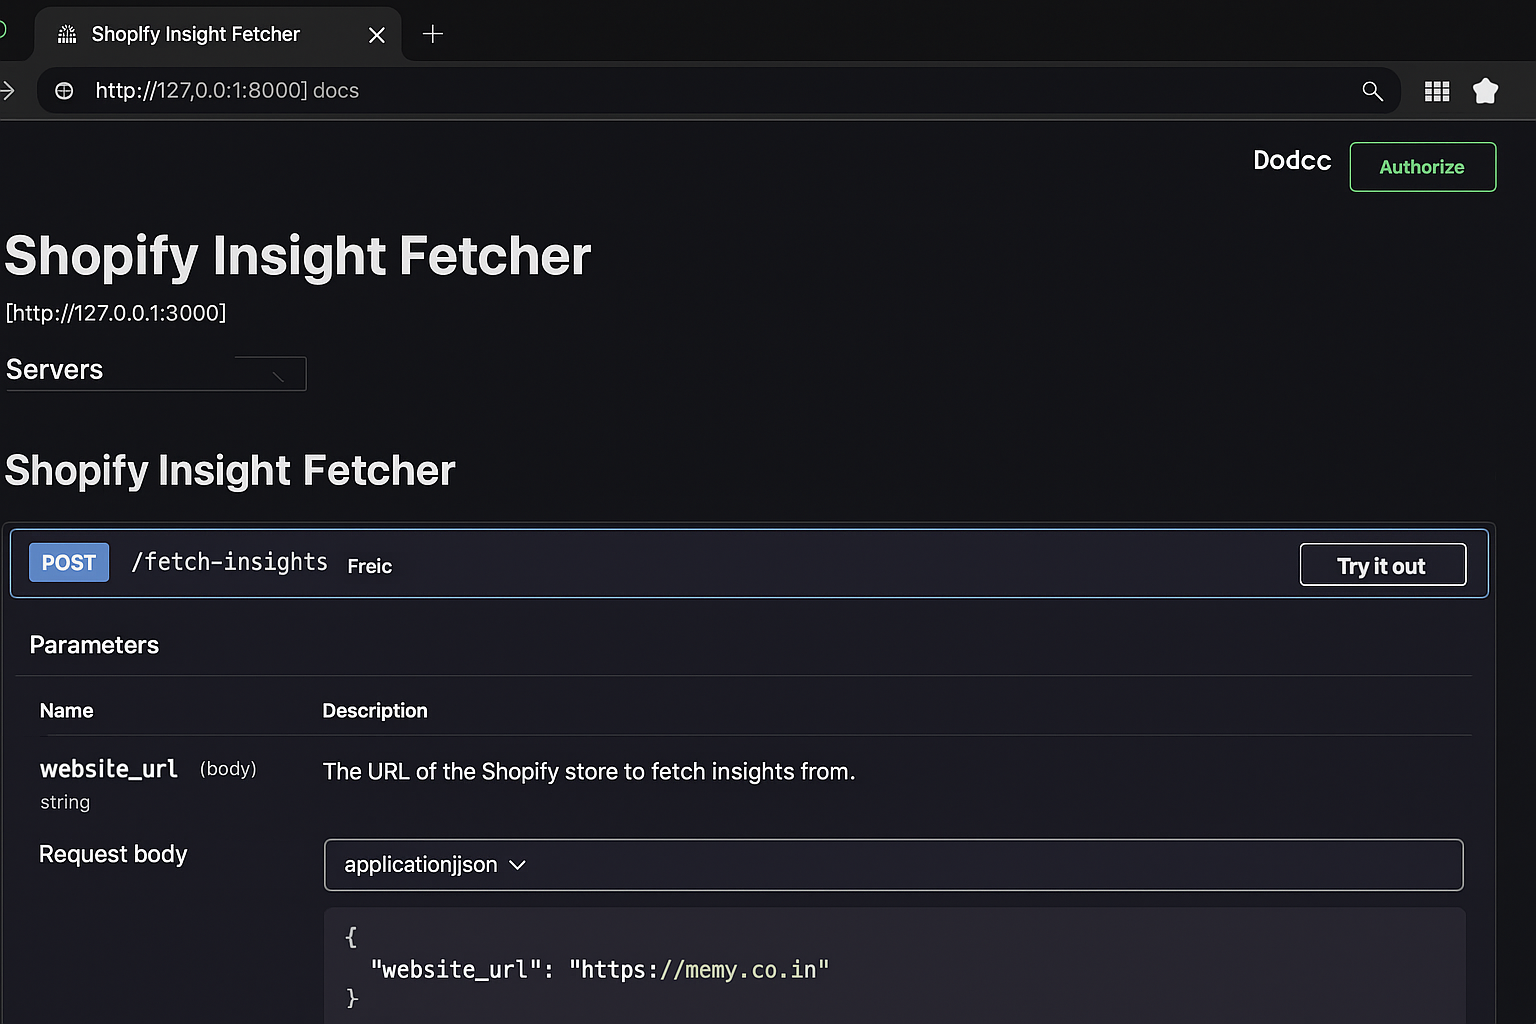 Shoplfy Insight Fetcher
http://127,0.0:1:8000] docs
Dodcc
Authorize
Shopify Insight Fetcher
[http://127.0.0.1:3000]
Servers
Shopify Insight Fetcher
POST /fetch-insights Freic
Try it out
Parameters
Name Description
website_url (body) The URL of the Shopify store to fetch insights from.
string
Request body applicationjjson
{
"website_url": "https://memy.co.in"
}